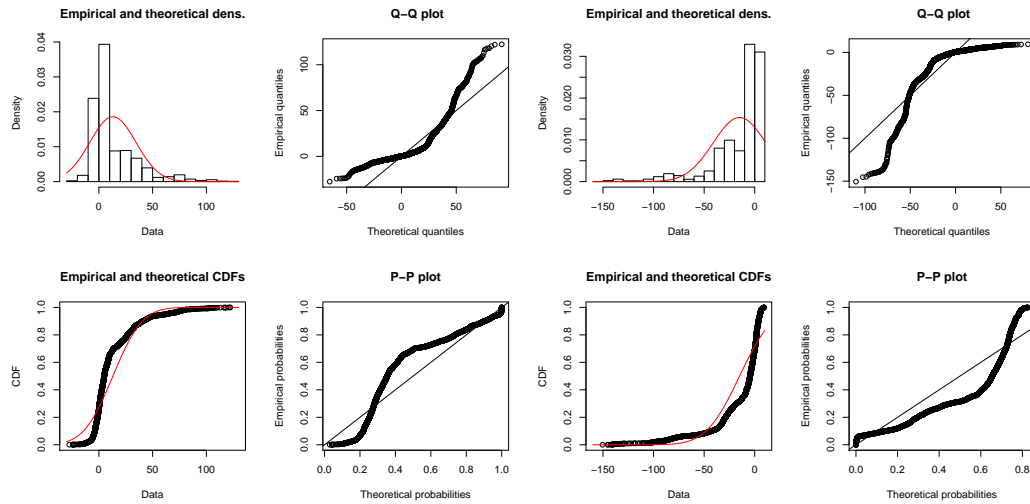 Empirical and theoretical dens.
Density
0.00 0.01 0.02 0.03 0.04
0 50 100
Data
Q−Q plot
Empirical quantiles
0 50 100
−50 0 50
Theoretical quantiles
Empirical and theoretical dens.
Density
0.000 0.010 0.020 0.030
−150 −100 −50 0
Data
Q−Q plot
Empirical quantiles
−150 −100 −50 0
−100 −50 0 50
Theoretical quantiles
Empirical and theoretical CDFs
CDF
0.0 0.2 0.4 0.6 0.8 1.0
0 50 100
Data
P−P plot
Empirical probabilities
0.0 0.2 0.4 0.6 0.8 1.0
0.0 0.2 0.4 0.6 0.8 1.0
Theoretical probabilities
Empirical and theoretical CDFs
CDF
0.0 0.2 0.4 0.6 0.8 1.0
−150 −100 −50 0
Data
P−P plot
Empirical probabilities
0.0 0.2 0.4 0.6 0.8 1.0
0.0 0.2 0.4 0.6 0.8
Theoretical probabilities